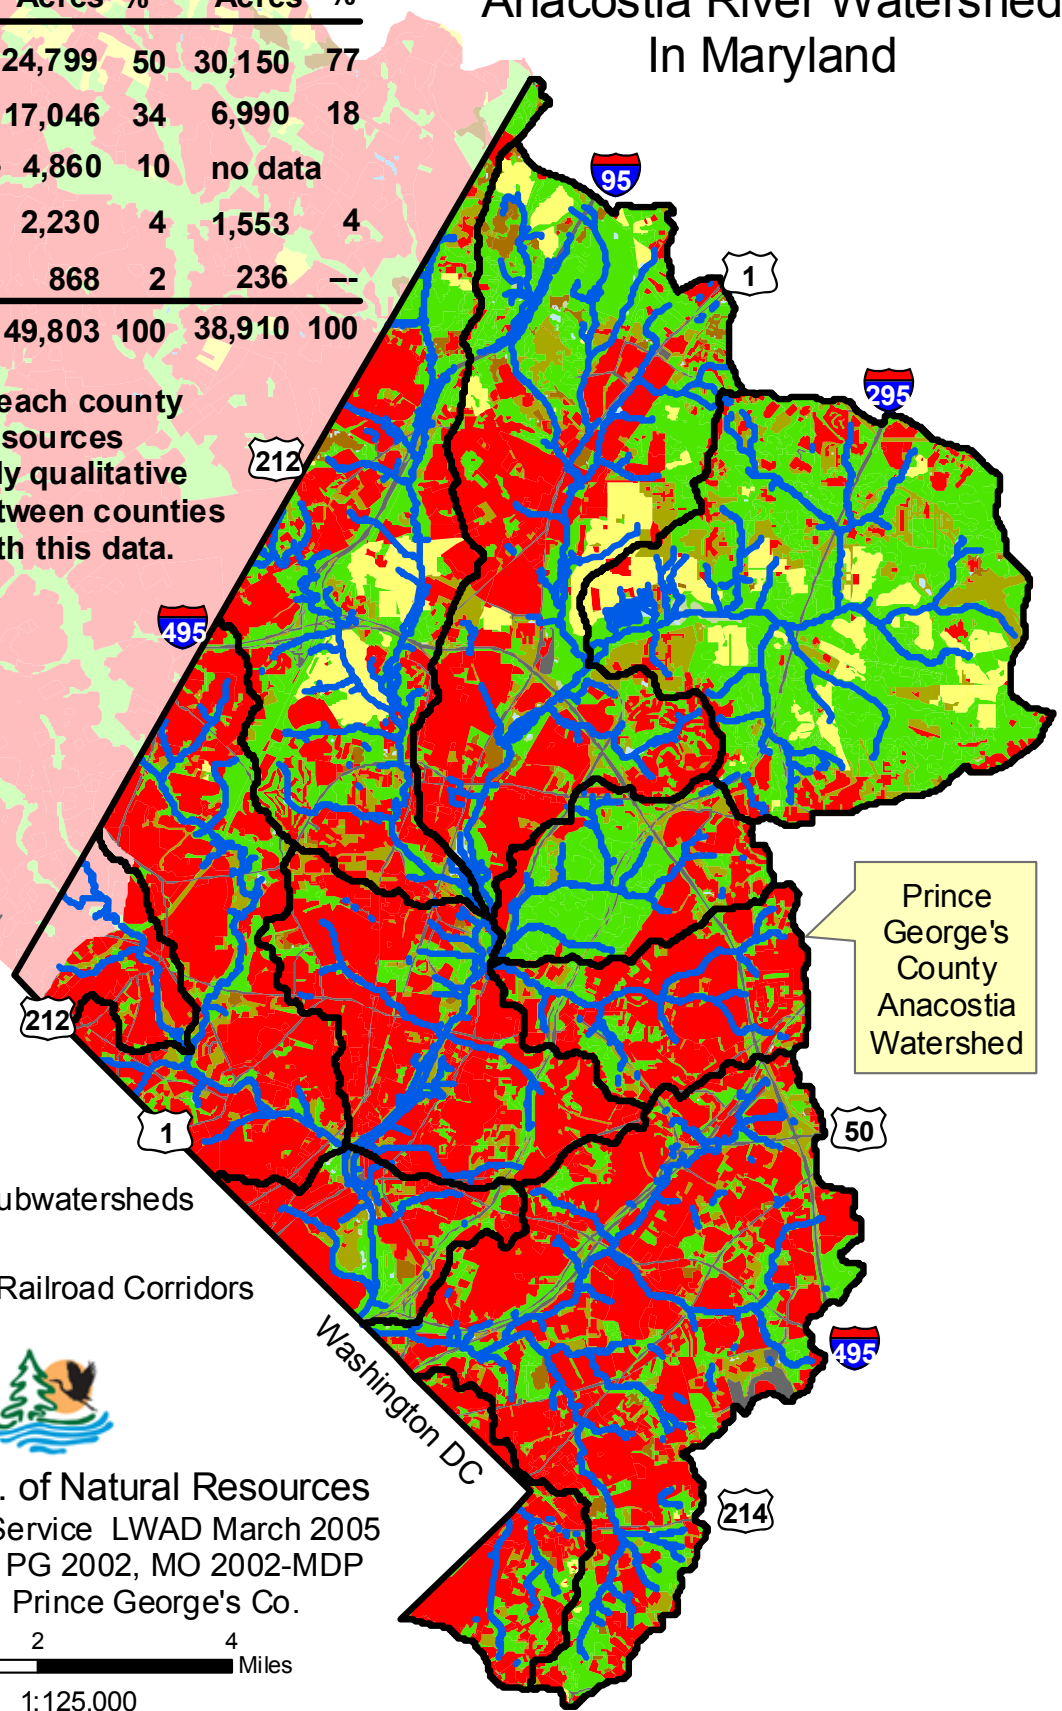 Anacostia River Watershed
In Maryland
Acres % Acres %
24,799 50 30,150 77
17,046 34 6,990 18
4,860 10 no data
2,230 4 1,553 4
868 2 236 ---
49,803 100 38,910 100
each county
sources
ly qualitative
tween counties
th this data.
95
1
295
212
495
Prince
George's
County
Anacostia
Watershed
212
1
50
ubwatersheds
Railroad Corridors
Washington DC
495
214
. of Natural Resources
Service LWAD March 2005
PG 2002, MO 2002-MDP
Prince George's Co.
2 4
Miles
1:125,000